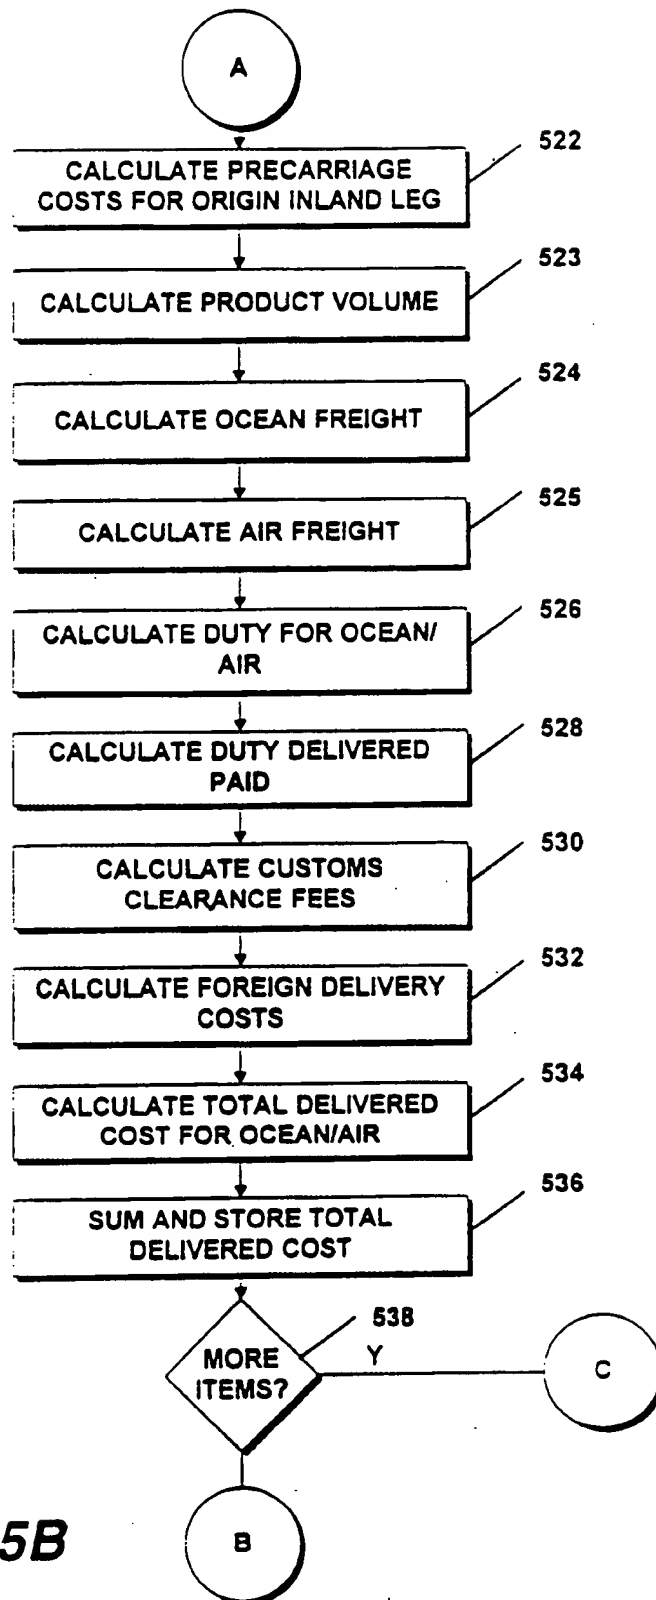 A
522
CALCULATE PRECARRIAGE
COSTS FOR ORIGIN INLAND LEG
523
CALCULATE PRODUCT VOLUME
524
CALCULATE OCEAN FREIGHT
525
CALCULATE AIR FREIGHT
526
CALCULATE DUTY FOR OCEAN/
AIR
528
CALCULATE DUTY DELIVERED
PAID
530
CALCULATE CUSTOMS
CLEARANCE FEES
532
CALCULATE FOREIGN DELIVERY
COSTS
534
CALCULATE TOTAL DELIVERED
COST FOR OCEAN/AIR
536
SUM AND STORE TOTAL
DELIVERED COST
538
MORE
ITEMS?
Y
C
5B
B